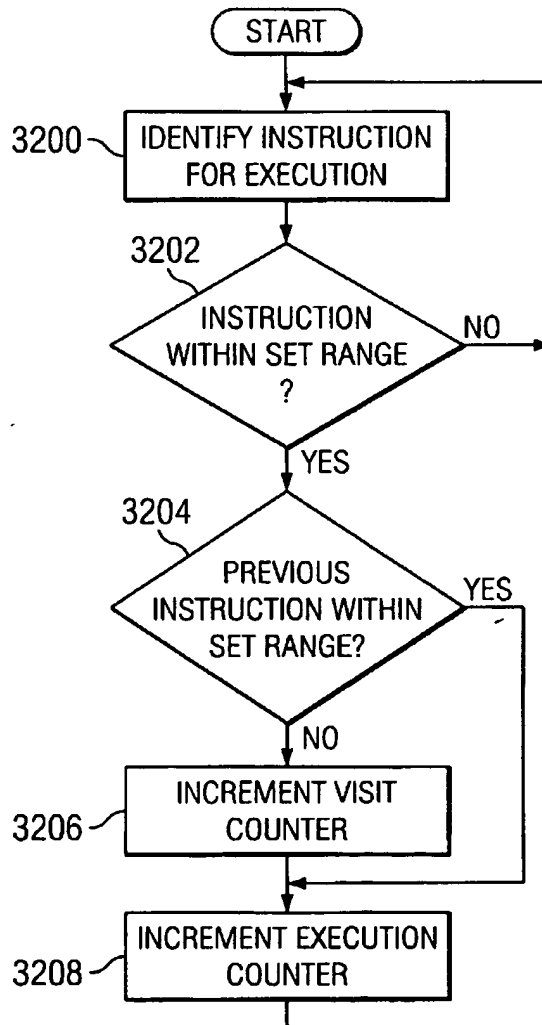 START
3200
IDENTIFY INSTRUCTION
FOR EXECUTION
3202
INSTRUCTION
WITHIN SET RANGE
?
NO
YES
3204
PREVIOUS
INSTRUCTION WITHIN
SET RANGE?
YES
NO
3206
INCREMENT VISIT
COUNTER
3208
INCREMENT EXECUTION
COUNTER